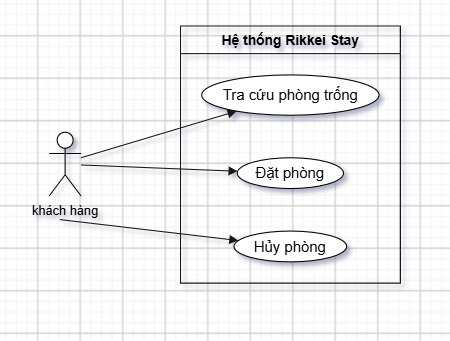 Hệ thống Rikkei Stay
Tra cứu phòng trống
Đặt phòng
khách hàng
Hủy phòng